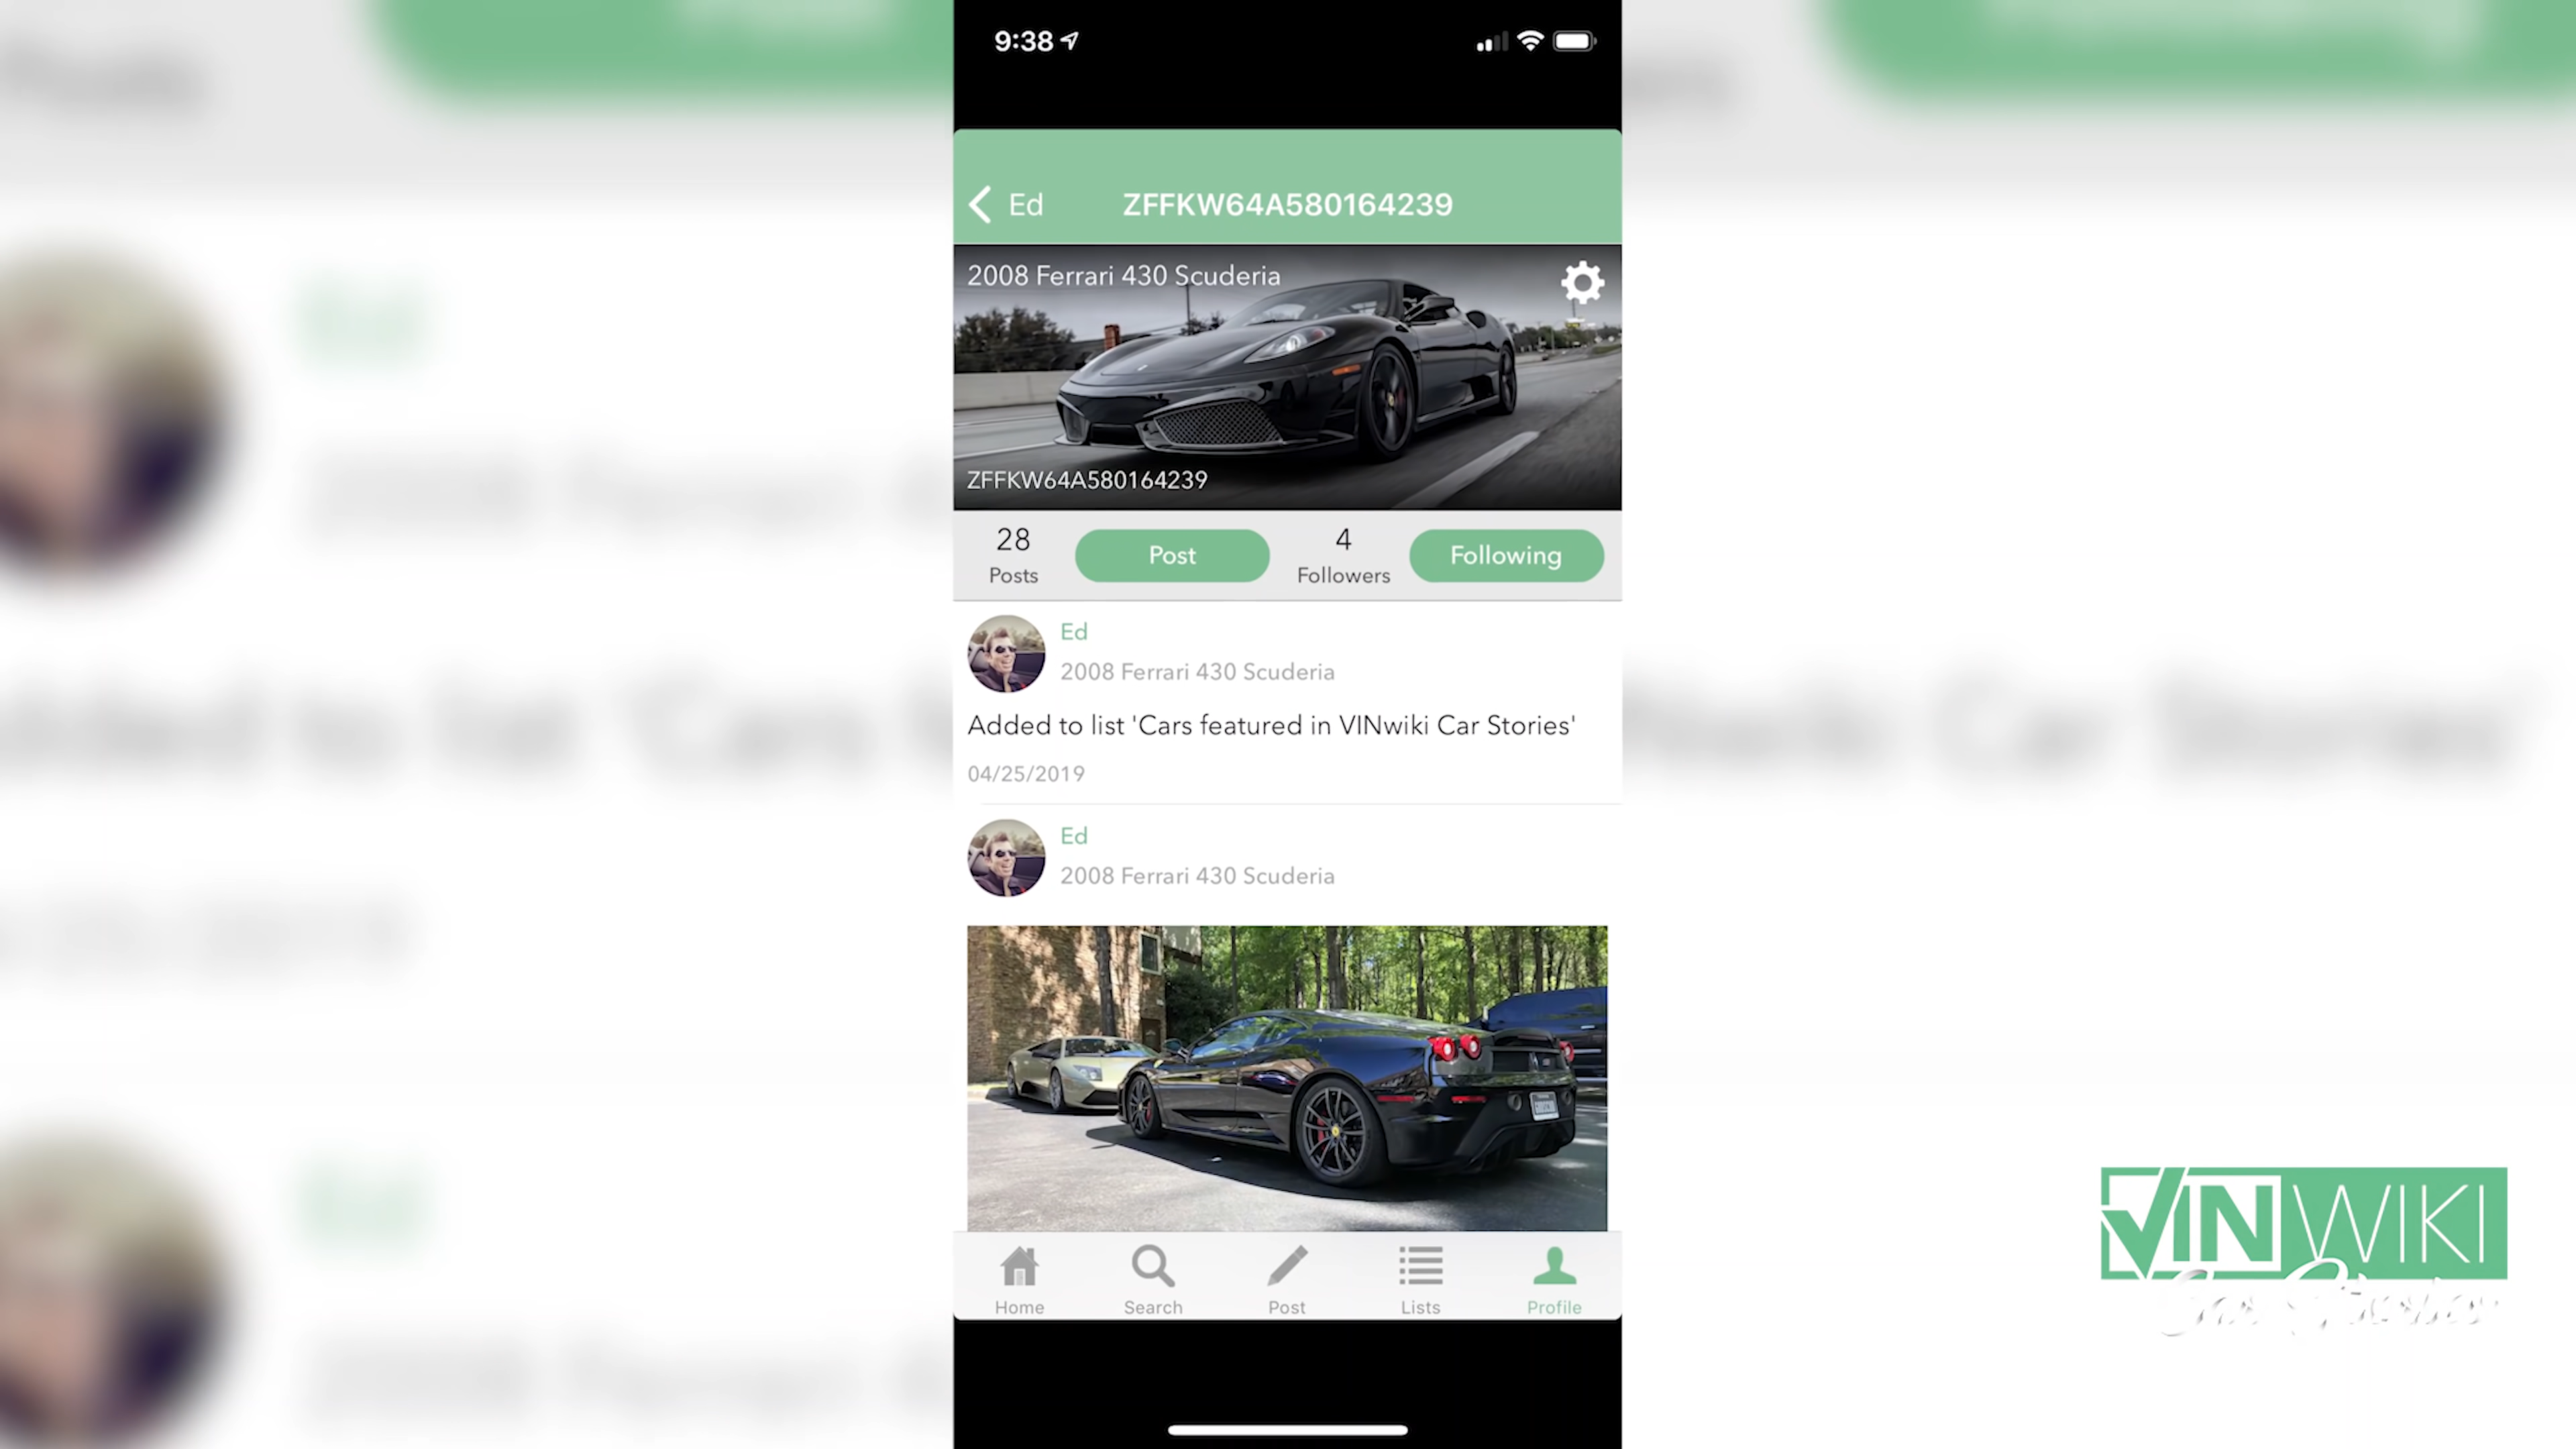 9:38
Ed
ZFFKW64A580164239
2008 Ferrari 430 Scuderia
ZFFKW64A580164239
28
Posts
Post
4
Followers
Following
Ed
2008 Ferrari 430 Scuderia
Added to list 'Cars featured in VINwiki Car Stories'
04/25/2019
Ed
2008 Ferrari 430 Scuderia
Home
Search
Post
Lists
Profile
VINWIKI
Car Stories